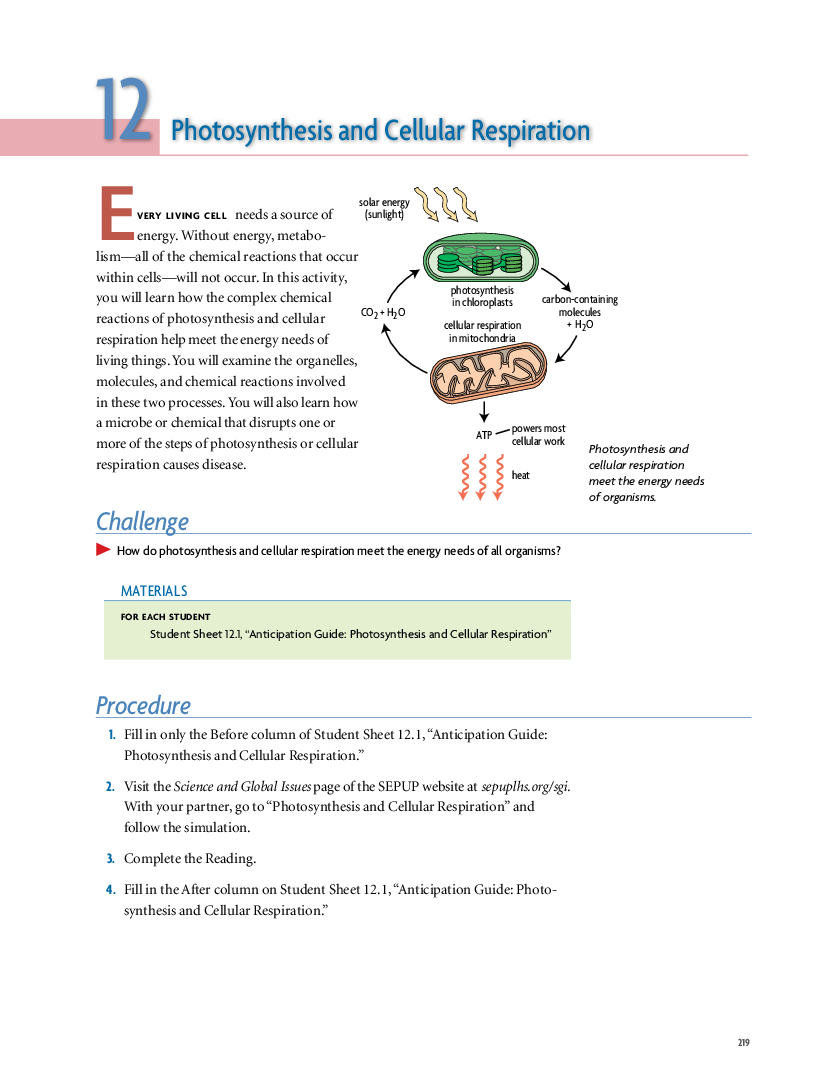 12 Photosynthesis and Cellular Respiration
EVERY LIVING CELL needs a source of
energy. Without energy, metabo-
lism—all of the chemical reactions that occur
within cells—will not occur. In this activity,
you will learn how the complex chemical
reactions of photosynthesis and cellular
respiration help meet the energy needs of
living things. You will examine the organelles,
molecules, and chemical reactions involved
in these two processes. You will also learn how
a microbe or chemical that disrupts one or
more of the steps of photosynthesis or cellular
respiration causes disease.
solar energy
(sunlight)
photosynthesis
in chloroplasts
carbon-containing
molecules
+ H2O
CO2 + H2O
cellular respiration
in mitochondria
ATP
powers most
cellular work
heat
Photosynthesis and
cellular respiration
meet the energy needs
of organisms.
Challenge
How do photosynthesis and cellular respiration meet the energy needs of all organisms?
MATERIALS
FOR EACH STUDENT
Student Sheet 12.1, “Anticipation Guide: Photosynthesis and Cellular Respiration”
Procedure
1. Fill in only the Before column of Student Sheet 12.1, “Anticipation Guide:
Photosynthesis and Cellular Respiration.”
2. Visit the Science and Global Issues page of the SEPUP website at sepuplhs.org/sgi.
With your partner, go to “Photosynthesis and Cellular Respiration” and
follow the simulation.
3. Complete the Reading.
4. Fill in the After column on Student Sheet 12.1, “Anticipation Guide: Photo-
synthesis and Cellular Respiration.”
219